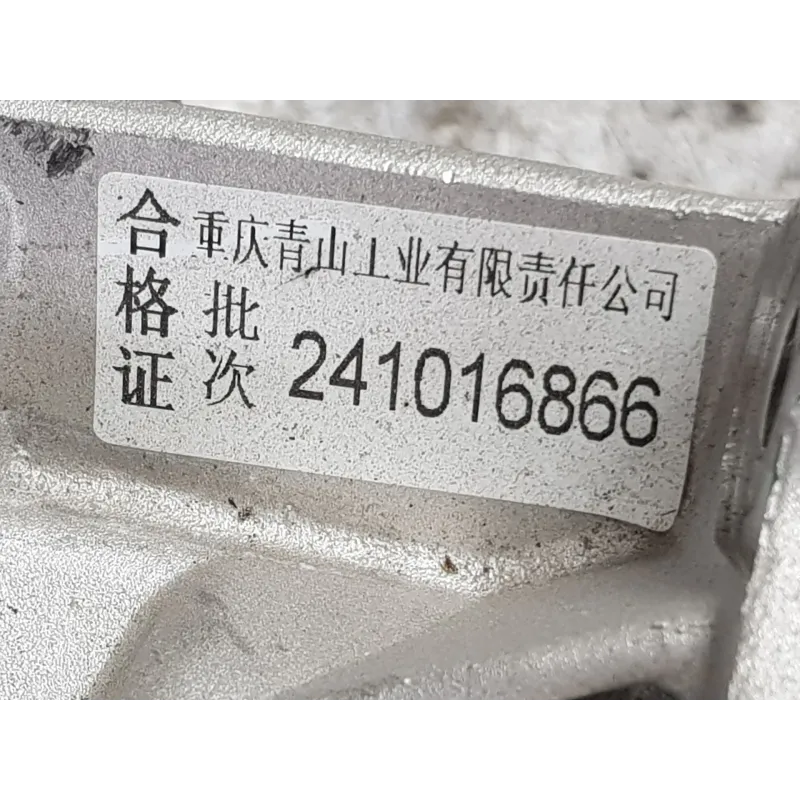 合格证
重庆青山工业有限责任公司
批次
241016866